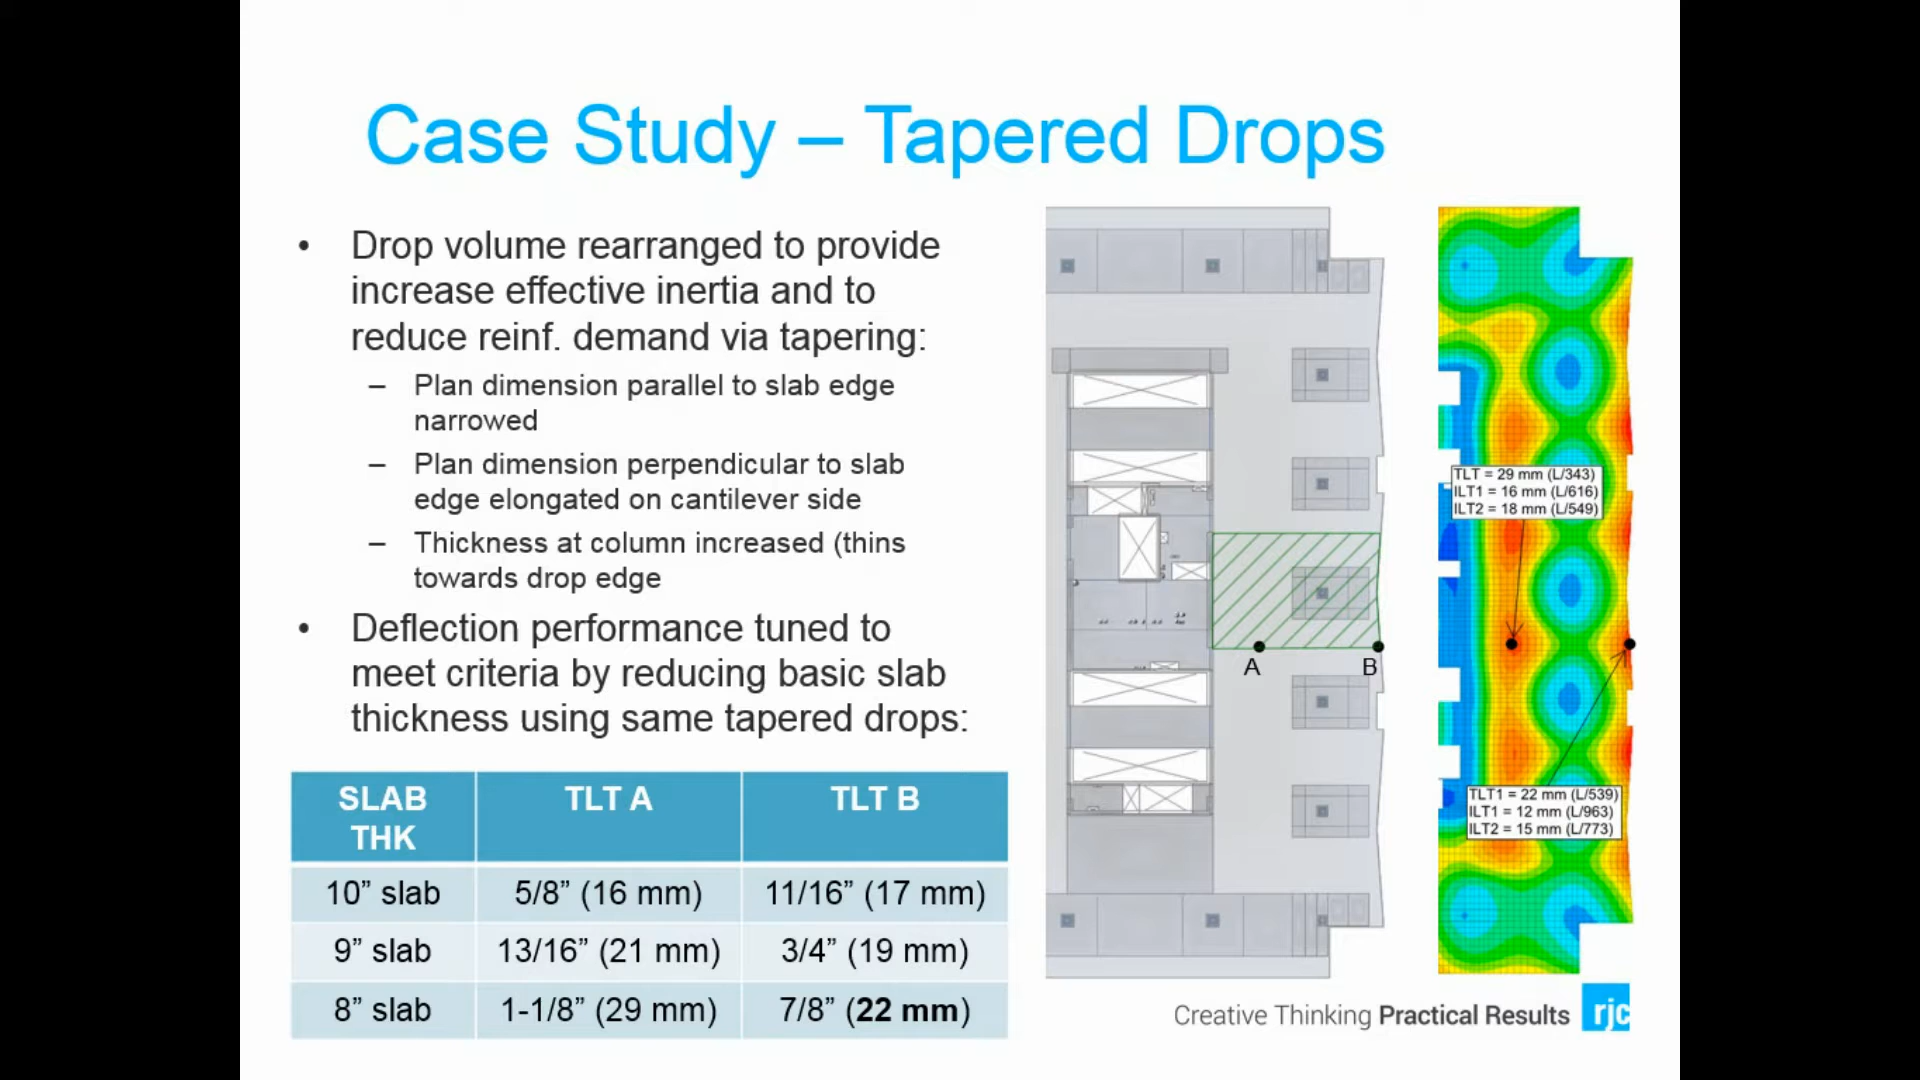 Case Study – Tapered Drops
• Drop volume rearranged to provide
increase effective inertia and to
reduce reinf. demand via tapering:
– Plan dimension parallel to slab edge
narrowed
– Plan dimension perpendicular to slab
edge elongated on cantilever side
– Thickness at column increased (thins
towards drop edge
• Deflection performance tuned to
meet criteria by reducing basic slab
thickness using same tapered drops:
SLAB THK TLT A TLT B
10” slab 5/8” (16 mm) 11/16” (17 mm)
9” slab 13/16” (21 mm) 3/4” (19 mm)
8” slab 1-1/8” (29 mm) 7/8” (22 mm)
A
B
TLT = 29 mm (L/343)
ILT1 = 16 mm (L/616)
ILT2 = 18 mm (L/549)
TLT1 = 22 mm (L/539)
ILT1 = 12 mm (L/963)
ILT2 = 15 mm (L/773)
Creative Thinking Practical Results
rjc